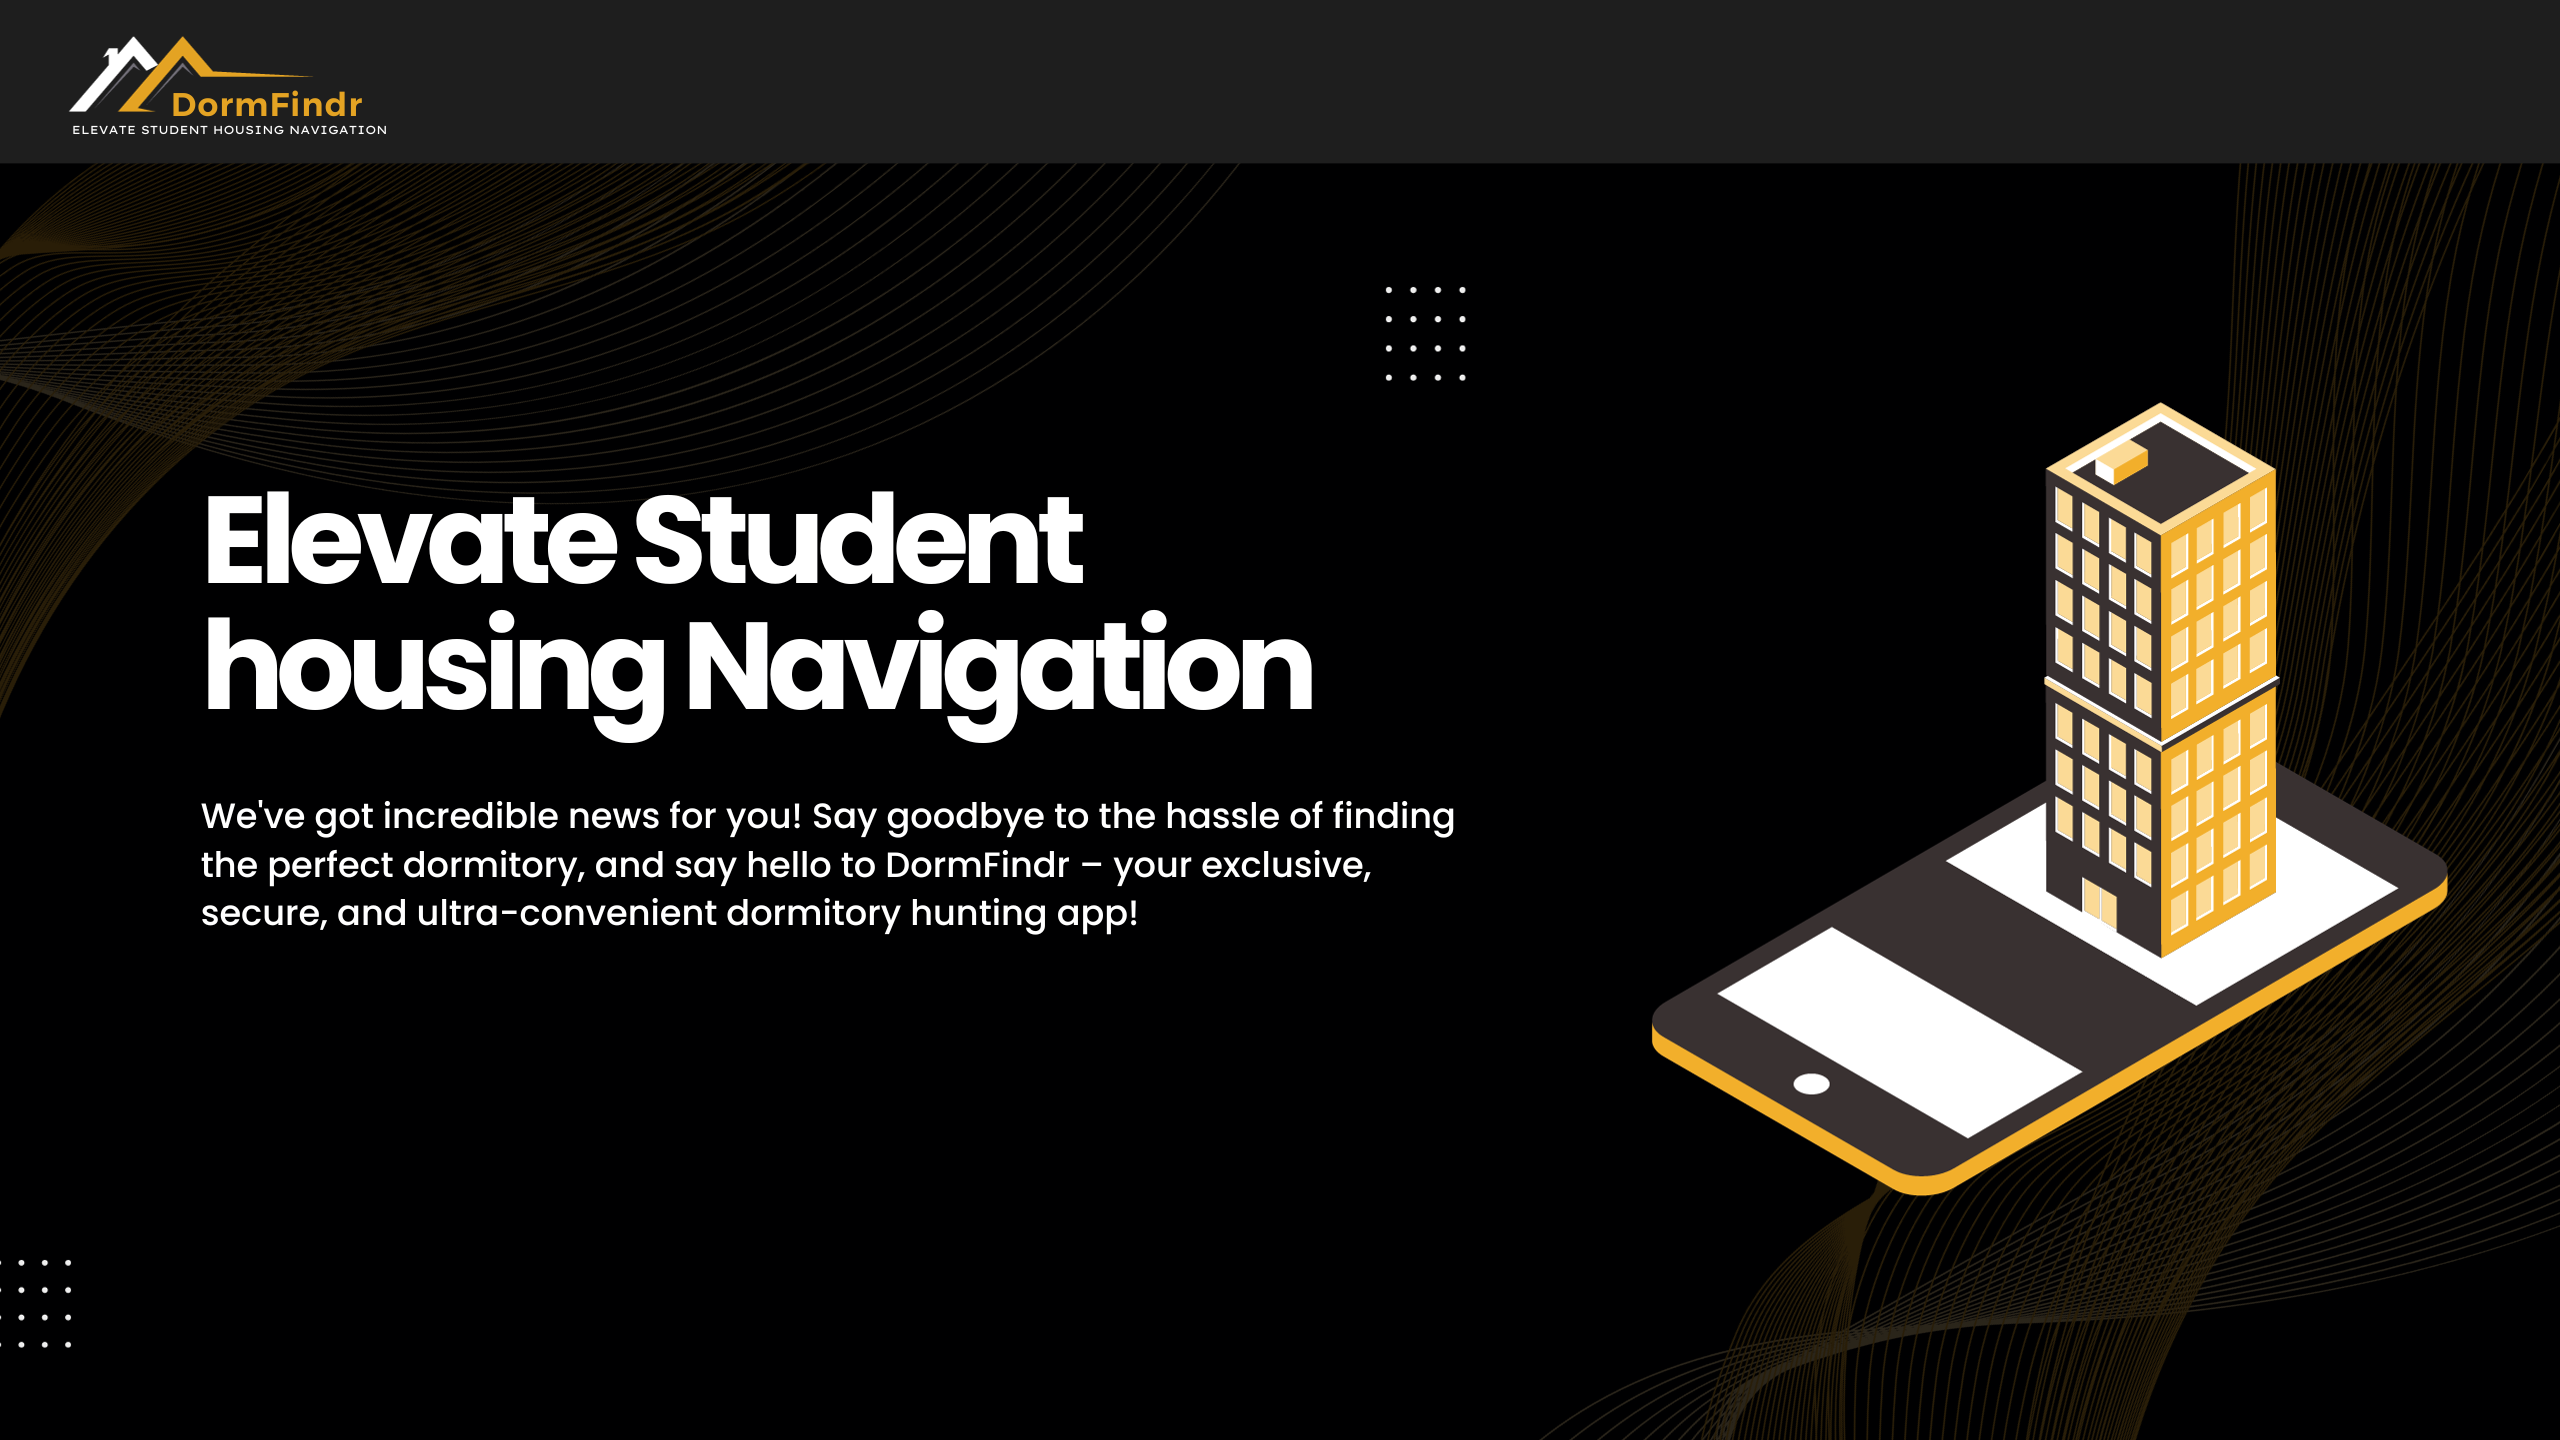 DormFindr
ELEVATE STUDENT HOUSING NAVIGATION
Elevate Student
housing Navigation
We've got incredible news for you! Say goodbye to the hassle of finding
the perfect dormitory, and say hello to DormFindr – your exclusive,
secure, and ultra-convenient dormitory hunting app!